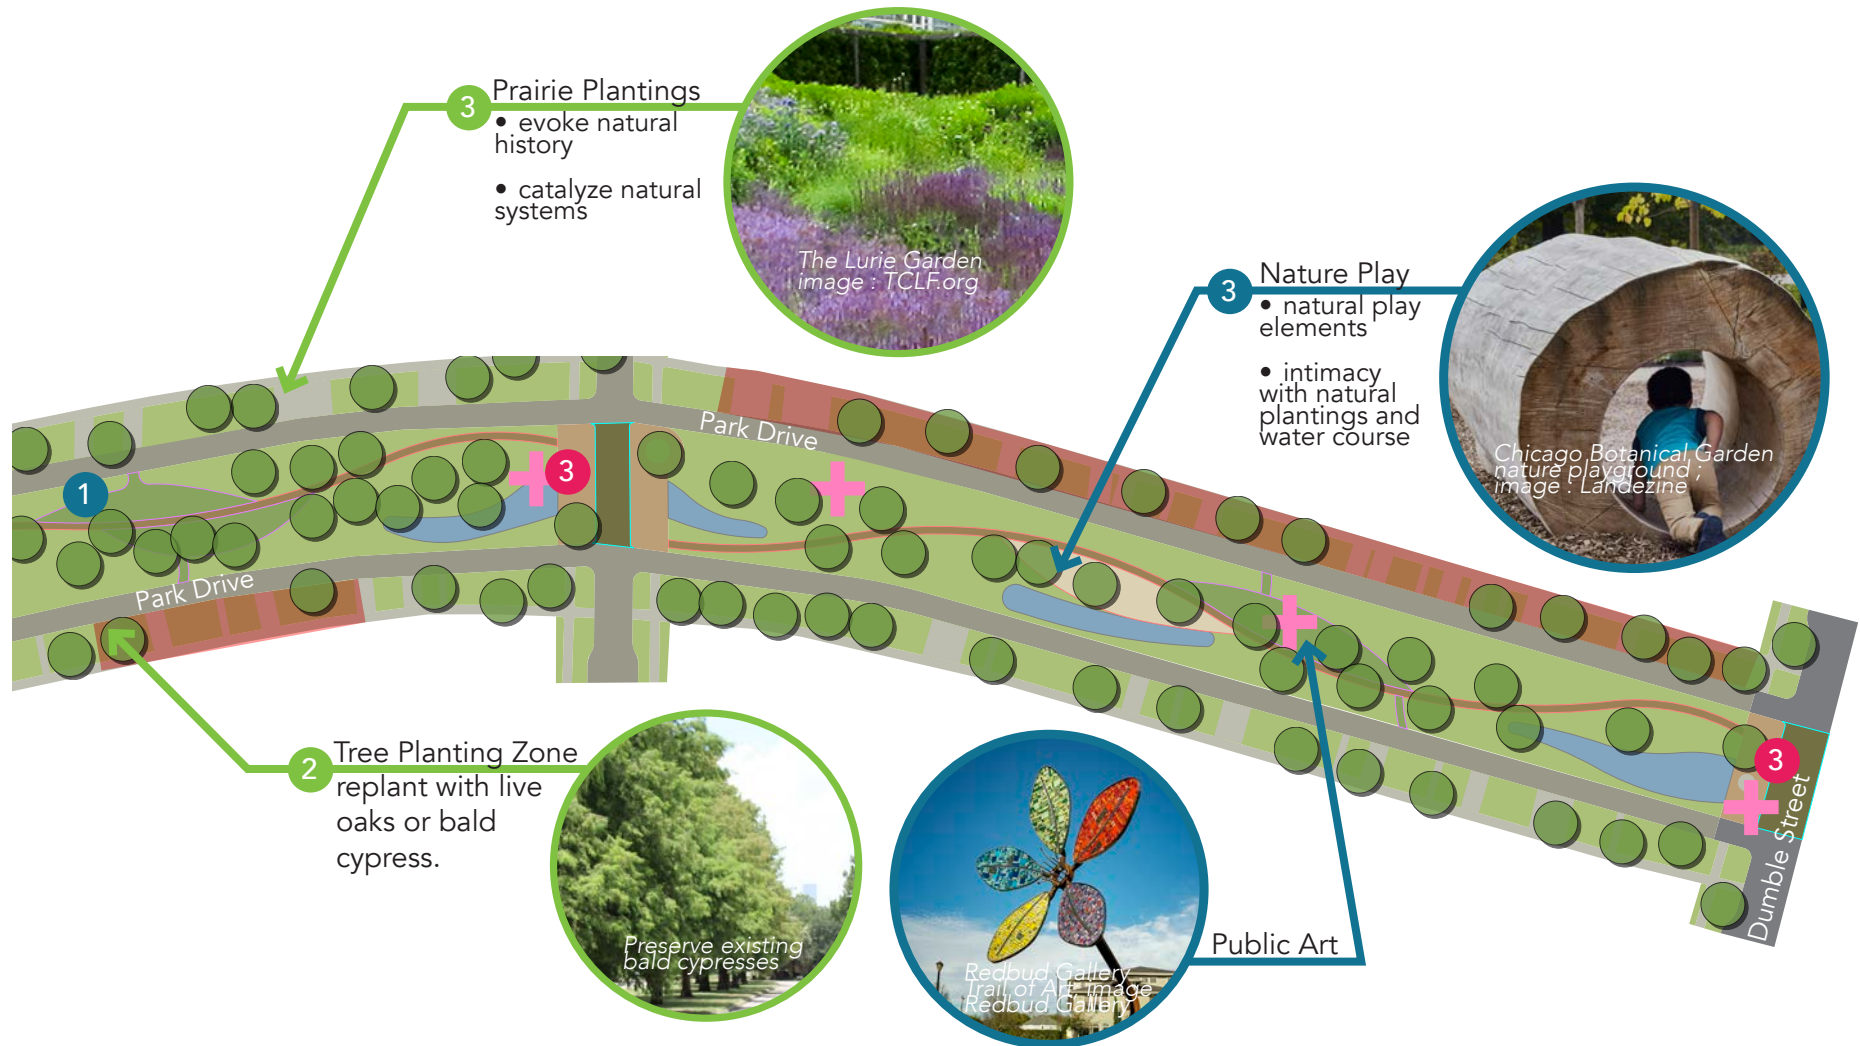 3
Prairie Plantings
• evoke natural
history
• catalyze natural
systems
The Lurie Garden
image : TCLF.org
3
Nature Play
• natural play
elements
• intimacy
with natural
plantings and
water course
Chicago Botanical Garden
nature playground ;
image : Landezine
Park Drive
3
1
Park Drive
2
Tree Planting Zone
replant with live
oaks or bald
cypress.
Preserve existing
bald cypresses
Redbud Gallery
Trail of Art; image
Redbud Gallery
Public Art
3
Dumble Street